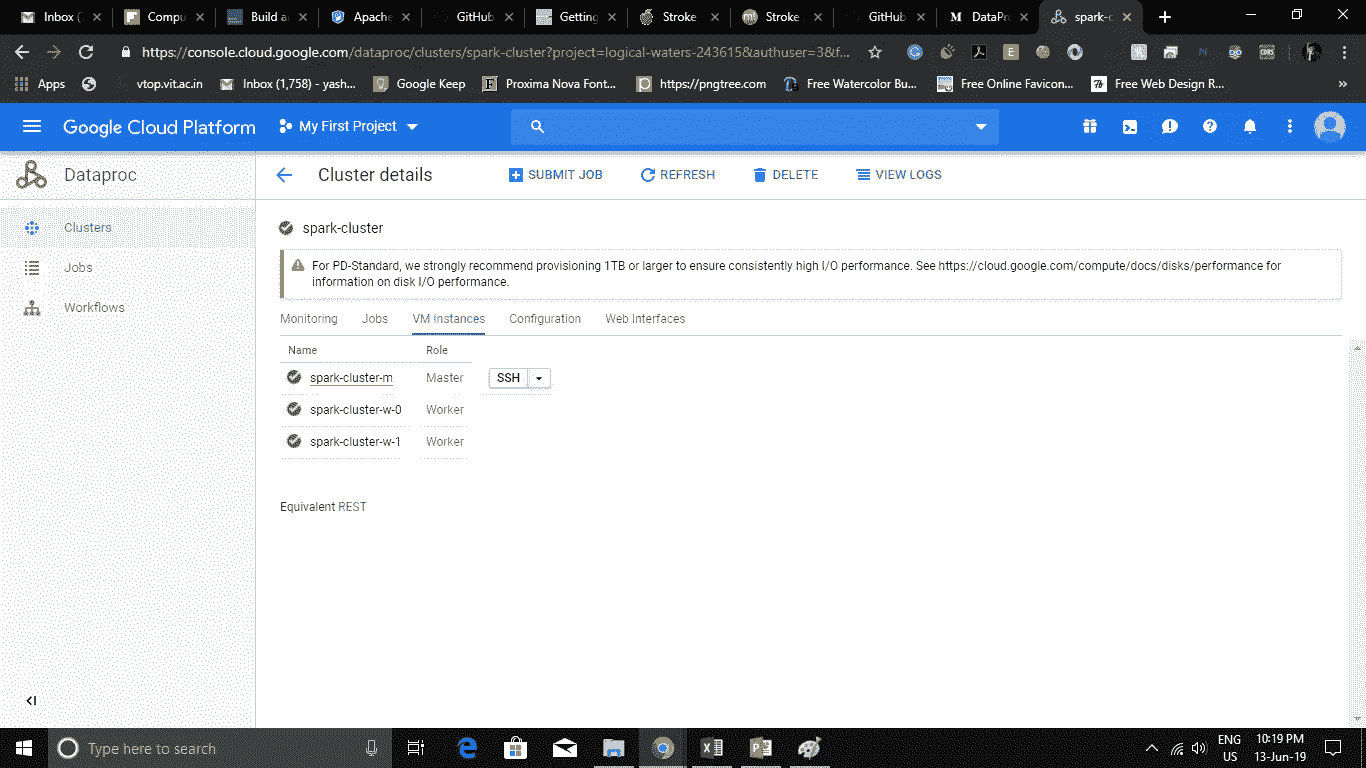 Inbox (
Compu
Build a
Apache
GitHub
Getting
Stroke
Stroke
GitHub
DataPr
spark-c
https://console.cloud.google.com/dataproc/clusters/spark-cluster?project=logical-waters-243615&authuser=3&f...
Apps
vtop.vit.ac.in
Inbox (1,758) - yash...
Google Keep
Proxima Nova Font...
https://pngtree.com
Free Watercolor Bu...
Free Online Favicon...
Free Web Design R...
»
Google Cloud Platform
My First Project
Dataproc
Cluster details
SUBMIT JOB
REFRESH
DELETE
VIEW LOGS
Clusters
Jobs
Workflows
spark-cluster
For PD-Standard, we strongly recommend provisioning 1TB or larger to ensure consistently high I/O performance. See https://cloud.google.com/compute/docs/disks/performance for
information on disk I/O performance.
Monitoring
Jobs
VM Instances
Configuration
Web Interfaces
Name
Role
spark-cluster-m
Master
SSH
spark-cluster-w-0
Worker
spark-cluster-w-1
Worker
Equivalent REST
Type here to search
ENG
US
10:19 PM
13-Jun-19